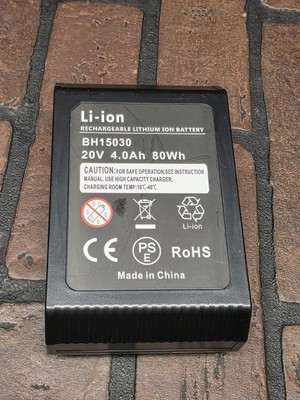 Li-ion
RECHARGEABLE LITHIUM ION BATTERY
BH15030
20V 4.0Ah 80Wh
CAUTION: FOR SAFE OPERATION, SEE INSTRUCTION
MANUAL. USE HIGH CAPACITY CHARGER.
CHARGING ROOM TEMP:10℃-40℃.
Li-ion
CE
PS
E
RoHS
Made in China